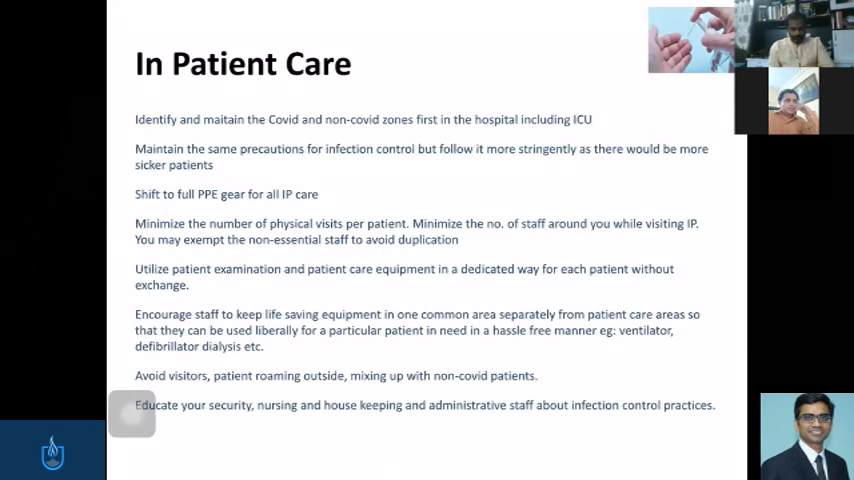 In Patient Care
Identify and maitain the Covid and non-covid zones first in the hospital including ICU
Maintain the same precautions for infection control but follow it more stringently as there would be more
sicker patients
Shift to full PPE gear for all IP care
Minimize the number of physical visits per patient. Minimize the no. of staff around you while visiting IP.
You may exempt the non-essential staff to avoid duplication
Utilize patient examination and patient care equipment in a dedicated way for each patient without
exchange.
Encourage staff to keep life saving equipment in one common area separately from patient care areas so
that they can be used liberally for a particular patient in need in a hassle free manner eg: ventilator,
defibrillator dialysis etc.
Avoid visitors, patient roaming outside, mixing up with non-covid patients.
Educate your security, nursing and house keeping and administrative staff about infection control practices.